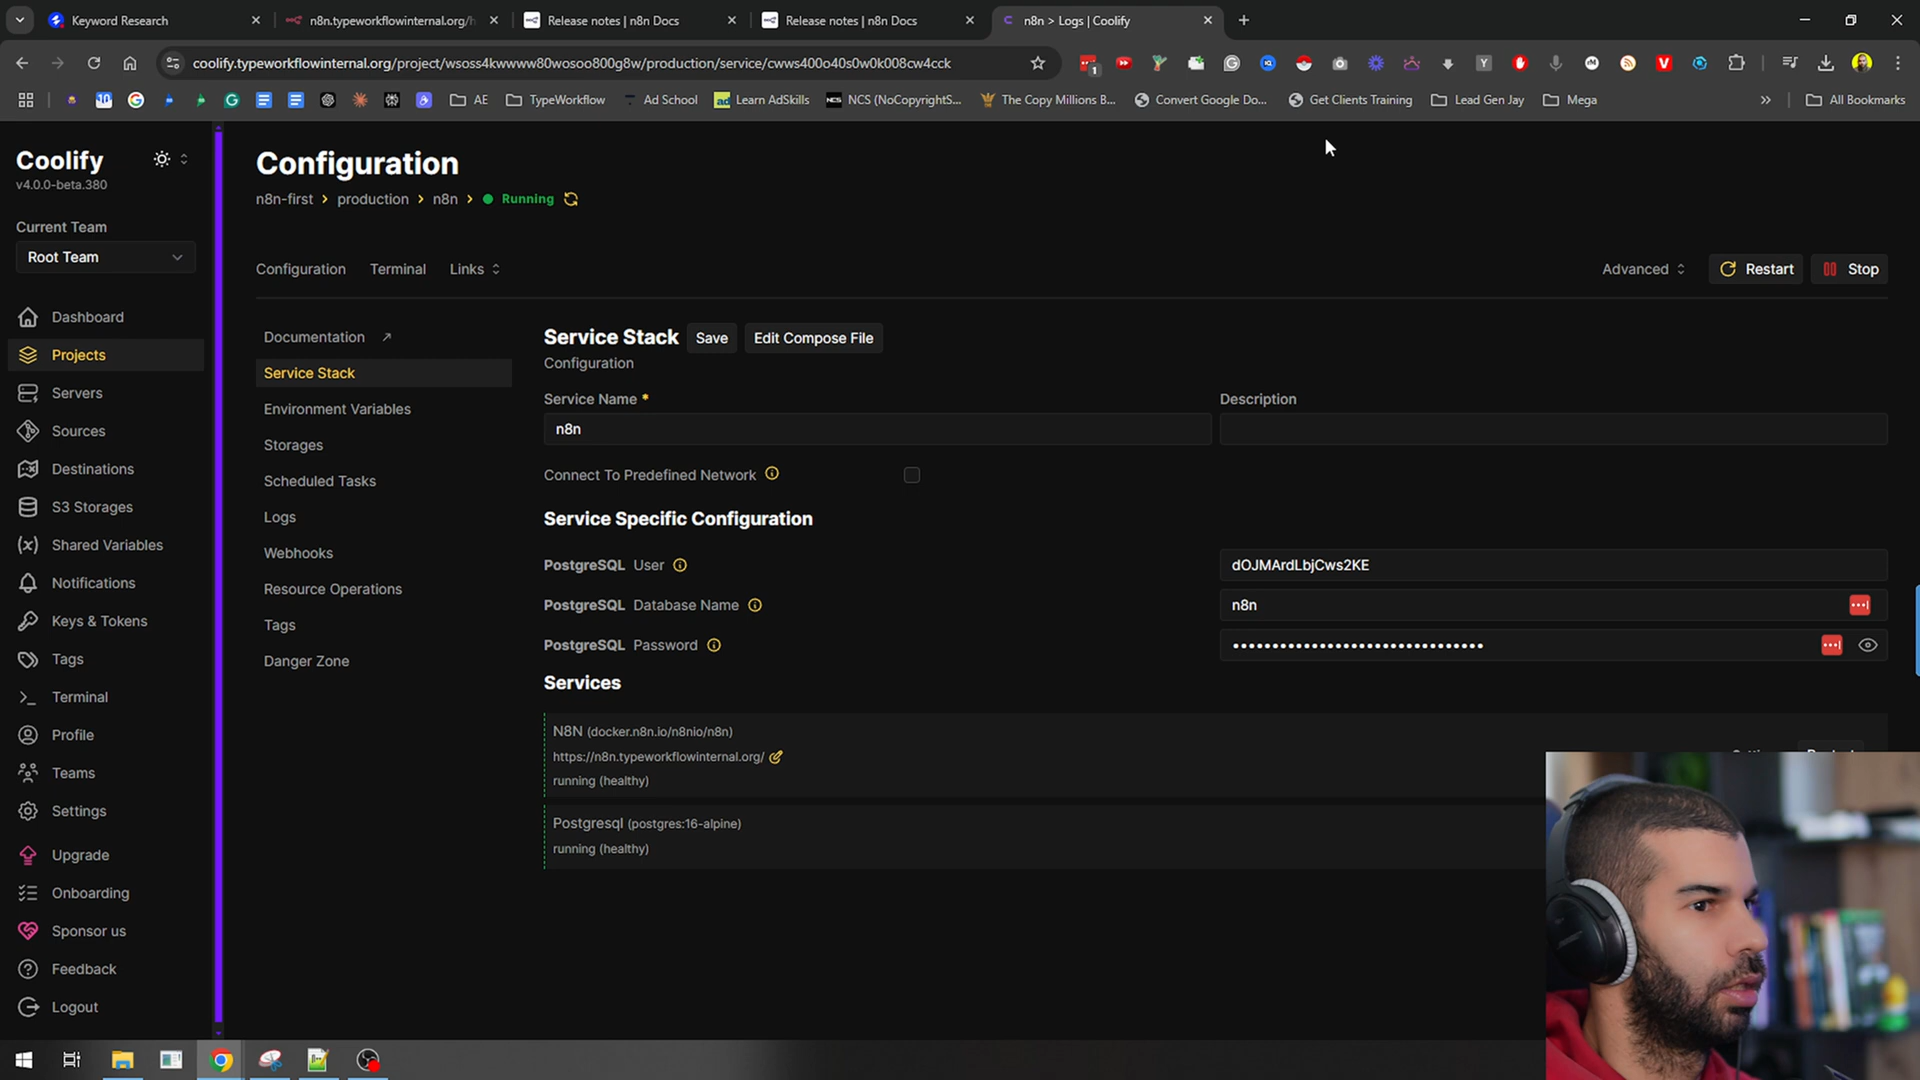 Keyword Research
n8n.typeworkflowinternal.org/h
Release notes | n8n Docs
Release notes | n8n Docs
n8n > Logs | Coolify
coolify.typeworkflowinternal.org/project/wsoss4kwwww80wosoo800g8w/production/service/cwws400o40s0w0k008cw4cck
AE
TypeWorkflow
Ad School
Learn AdSkills
NCS (NoCopyrightS...
The Copy Millions B...
Convert Google Do...
Get Clients Training
Lead Gen Jay
Mega
All Bookmarks
Coolify
v4.0.0-beta.380
Current Team
Root Team
Dashboard
Projects
Servers
Sources
Destinations
S3 Storages
Shared Variables
Notifications
Keys & Tokens
Tags
Terminal
Profile
Teams
Settings
Upgrade
Onboarding
Sponsor us
Feedback
Logout
Configuration
n8n-first > production > n8n > Running
Configuration
Terminal
Links
Advanced
Restart
Stop
Documentation
Service Stack
Environment Variables
Storages
Scheduled Tasks
Logs
Webhooks
Resource Operations
Tags
Danger Zone
Service Stack
Save
Edit Compose File
Configuration
Service Name *
n8n
Description
Connect To Predefined Network
Service Specific Configuration
PostgreSQL User
dOJMArdLbjCws2KE
PostgreSQL Database Name
n8n
PostgreSQL Password
Services
N8N (docker.n8n.io/n8nio/n8n)
https://n8n.typeworkflowinternal.org/
running (healthy)
Postgresql (postgres:16-alpine)
running (healthy)